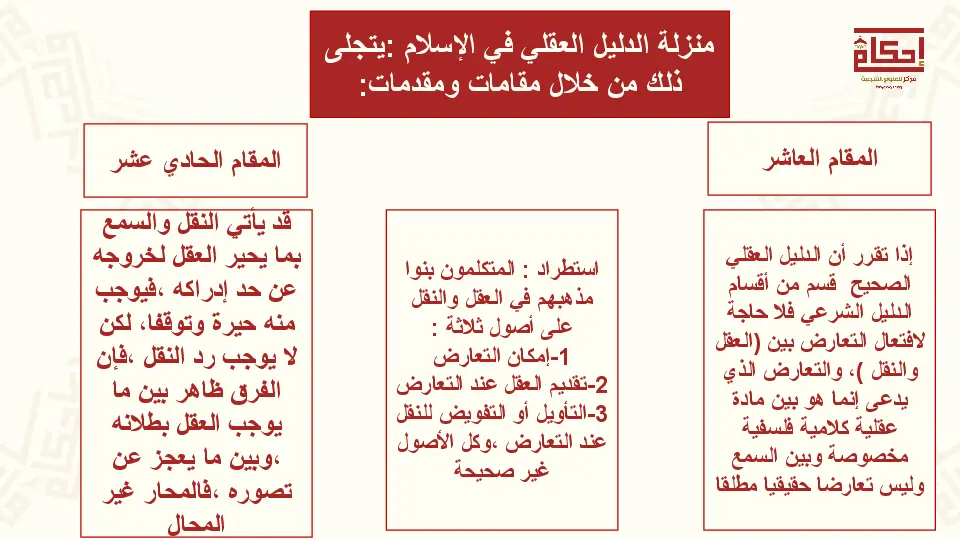 منزلة الدليل العقلي في الإسلام :يتجلى
ذلك من خلال مقامات ومقدمات:
إحكام
مركز للعلوم الشرعية
المقام العاشر
إذا تقرر أن الدليل العقلي
الصحيح قسم من أقسام
الدليل الشرعي فلا حاجة
لافتعال التعارض بين (العقل
والنقل )، والتعارض الذي
يدعى إنما هو بين مادة
عقلية كلامية فلسفية
مخصوصة وبين السمع
وليس تعارضا حقيقيا مطلقا
استطراد : المتكلمون بنوا
مذهبهم في العقل والنقل
على أصول ثلاثة :
1-إمكان التعارض
2-تقديم العقل عند التعارض
3-التأويل أو التفويض للنقل
عند التعارض ،وكل الأصول
غير صحيحة
المقام الحادي عشر
قد يأتي النقل والسمع
بما يحير العقل لخروجه
عن حد إدراكه ،فيوجب
منه حيرة وتوقفا، لكن
لا يوجب رد النقل ،فإن
الفرق ظاهر بين ما
يوجب العقل بطلانه
،وبين ما يعجز عن
تصوره ،فالمحار غير
المحال